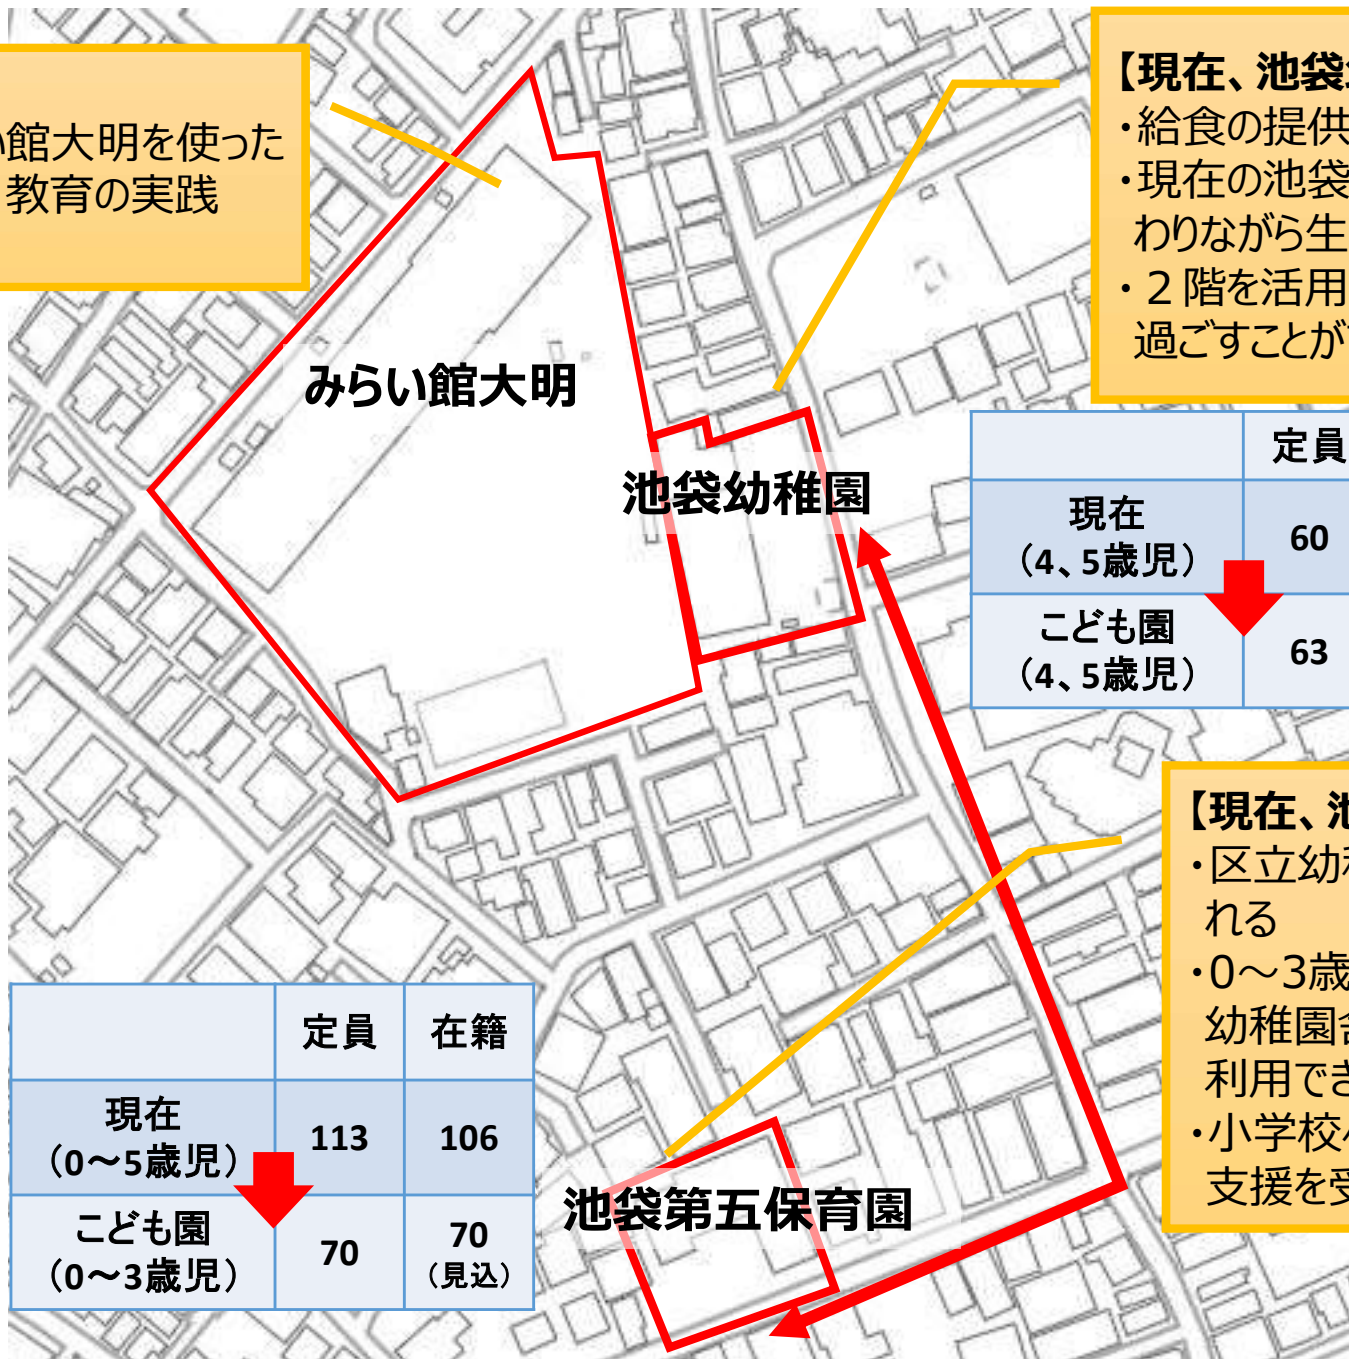 い館大明を使った
教育の実践
【現在、池袋
・給食の提供
・現在の池袋
わりながら生
・２階を活用
過ごすことが
みらい館大明
池袋幼稚園
定員
現在
（4、5歳児）
60
こども園
（4、5歳児）
63
【現在、池
・区立幼
れる
・0～3歳
幼稚園
利用でき
・小学校
支援を受
定員 在籍
現在
（0～5歳児）
113 106
こども園
（0～3歳児）
70 70
（見込）
池袋第五保育園